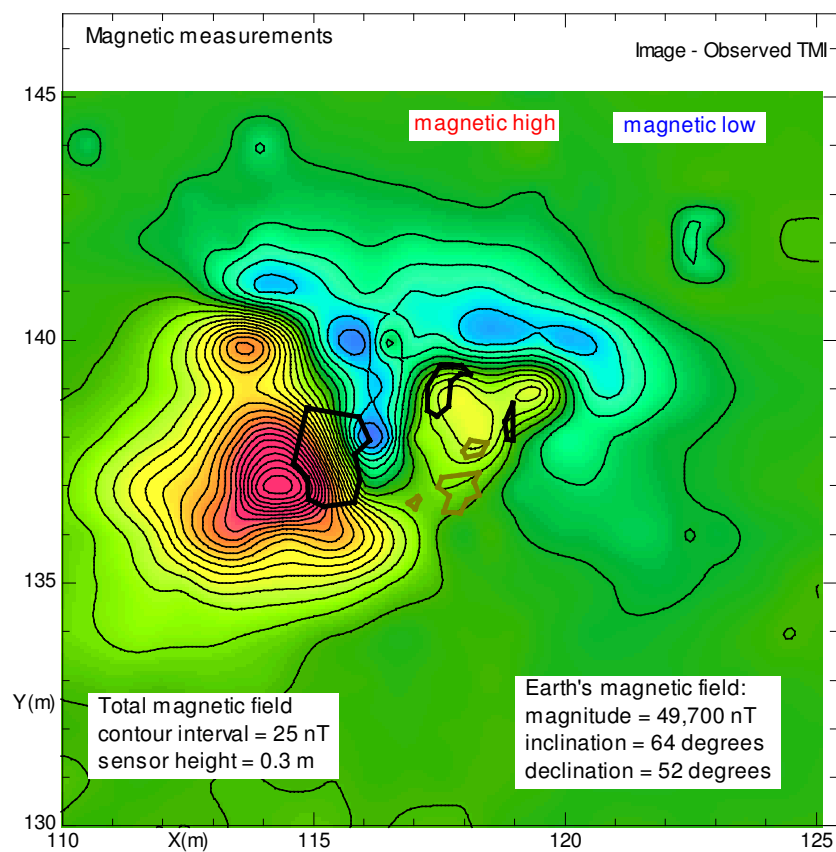 Magnetic measurements
Image - Observed TMI
145
magnetic high
magnetic low
140
135
Y(m)
Total magnetic field
contour interval = 25 nT
sensor height = 0.3 m
Earth's magnetic field:
magnitude = 49,700 nT
inclination = 64 degrees
declination = 52 degrees
130
110
X(m)
115
120
125